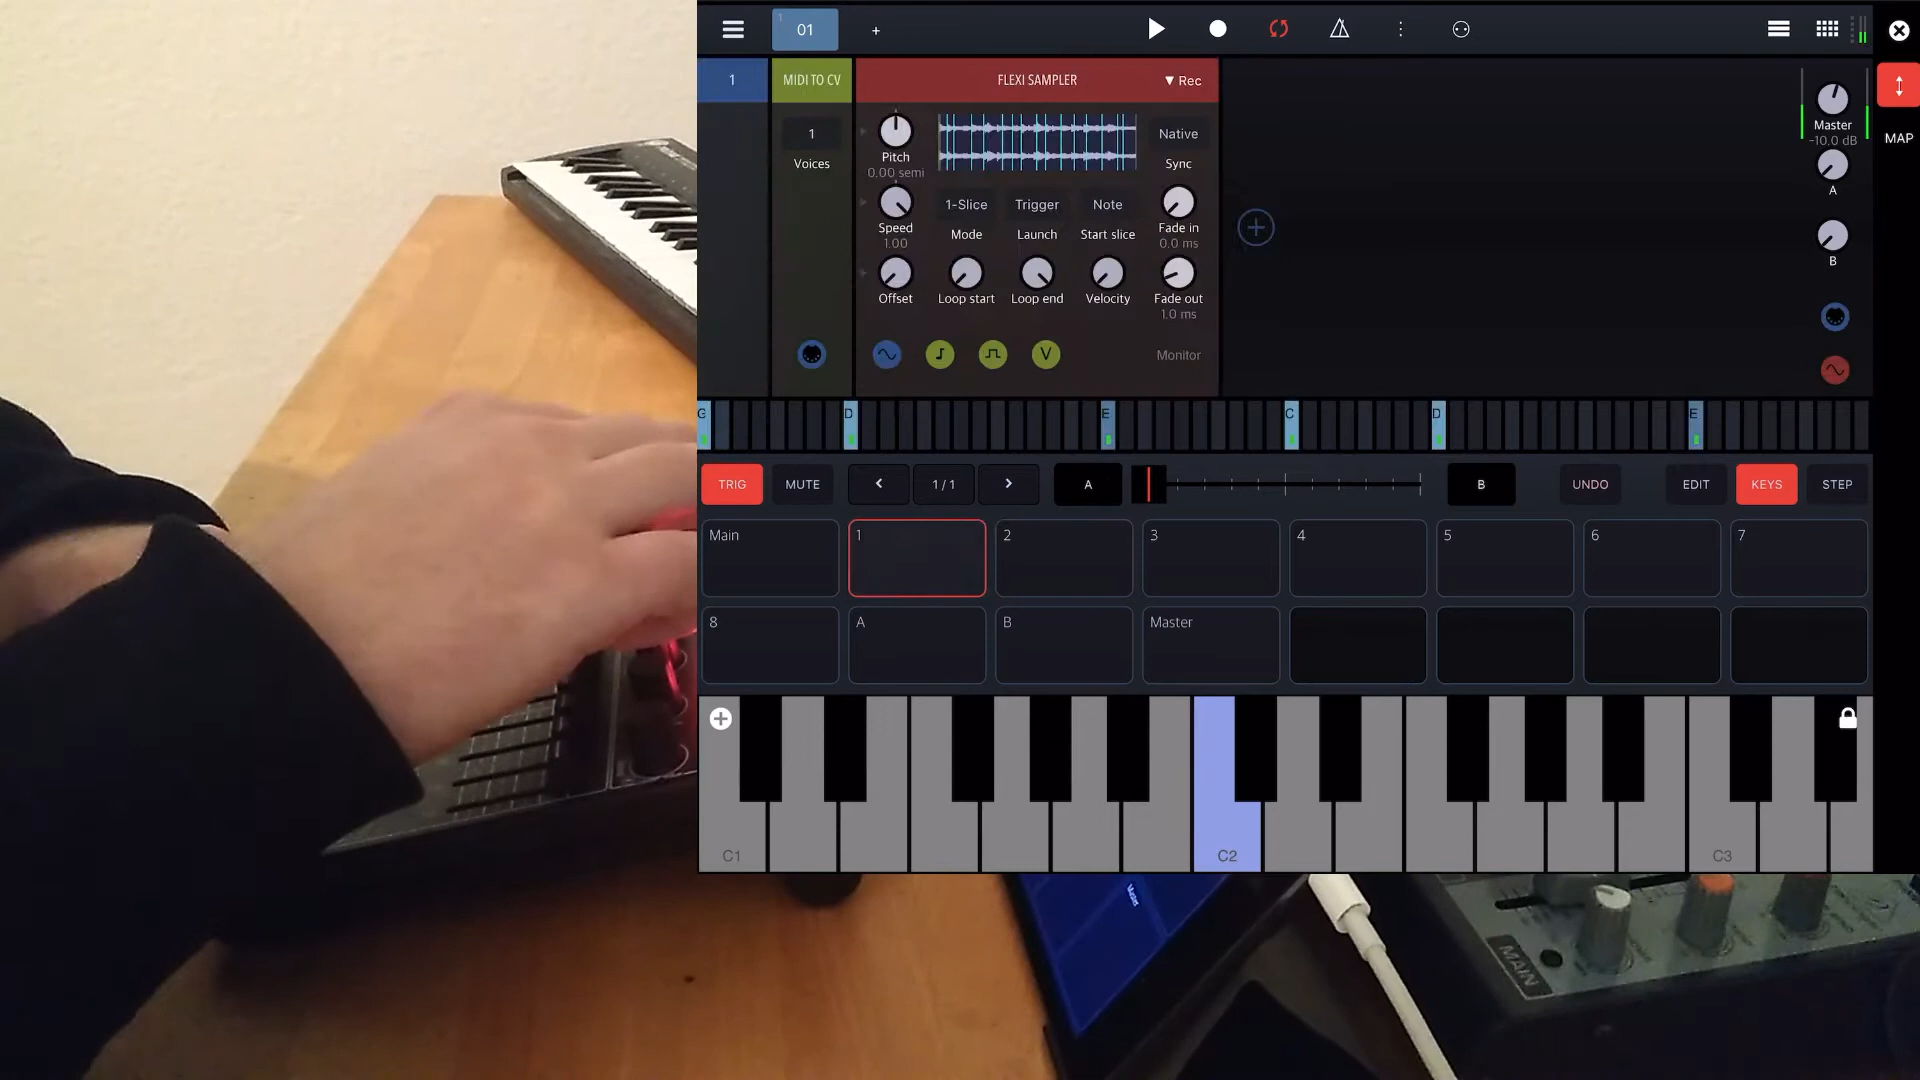 1
01
+
1
MIDI TO CV
FLEXI SAMPLER
▼ Rec
1
Voices
Pitch
0.00 semi
Native
Sync
Speed
1.00
1-Slice
Mode
Trigger
Launch
Note
Start slice
Fade in
0.0 ms
Offset
Loop start
Loop end
Velocity
Fade out
1.0 ms
V
Monitor
Master
-10.0 dB
A
B
MAP
G D E C D E
TRIG MUTE < 1 / 1 > A B UNDO EDIT KEYS STEP
Main 1 2 3 4 5 6 7
8 A B Master
C1 C2 C3
MAIN